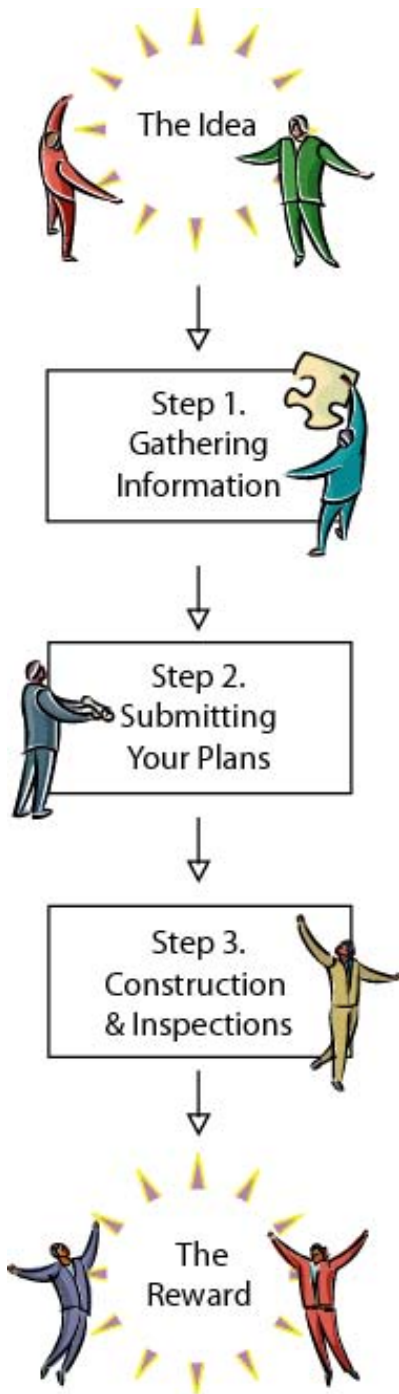 The Idea
Step 1.
Gathering
Information
Step 2.
Submitting
Your Plans
Step 3.
Construction
& Inspections
The
Reward